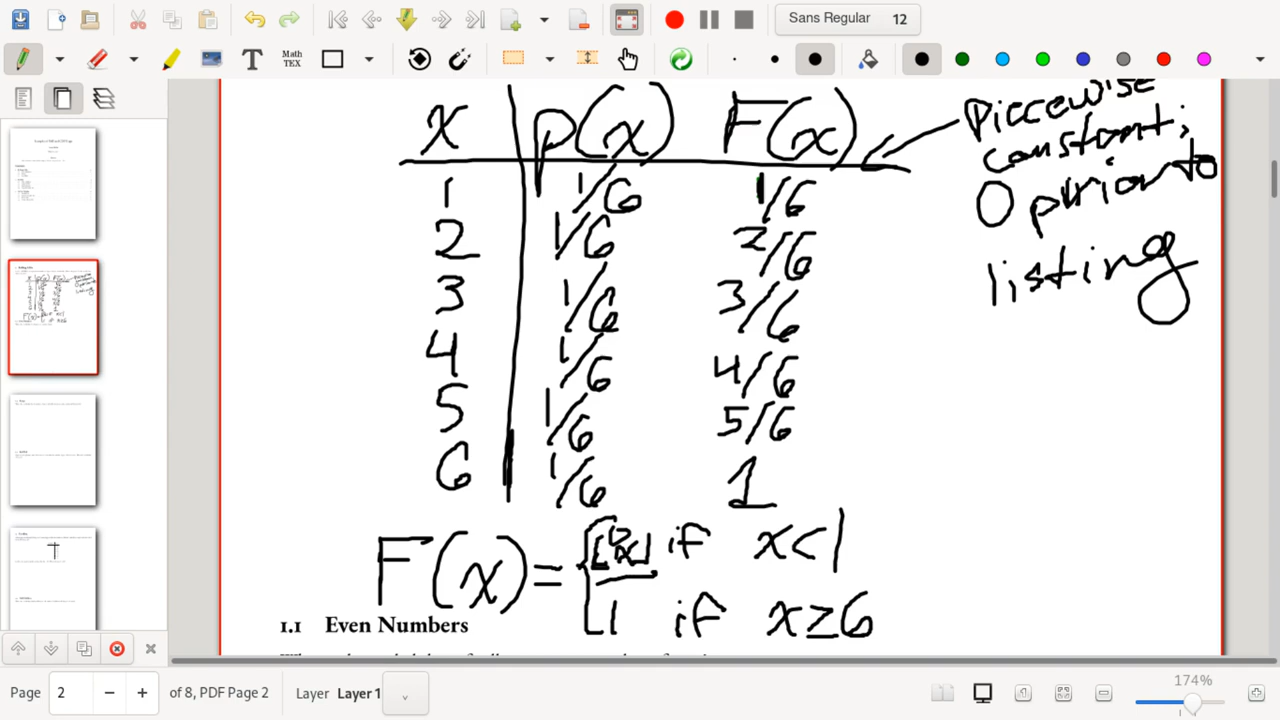 Sans Regular 12
T Math TEX
x p(x) F(x)
Piecewise
constant;
0 prior to
listing
1 1/6 1/6
2 1/6 2/6
3 1/6 3/6
4 1/6 4/6
5 1/6 5/6
6 1/6 1
F(x) = { 0 if x<1
⌊x⌋
1 if x≥6
1.1 Even Numbers
Page 2 of 8, PDF Page 2 Layer Layer 1 174%